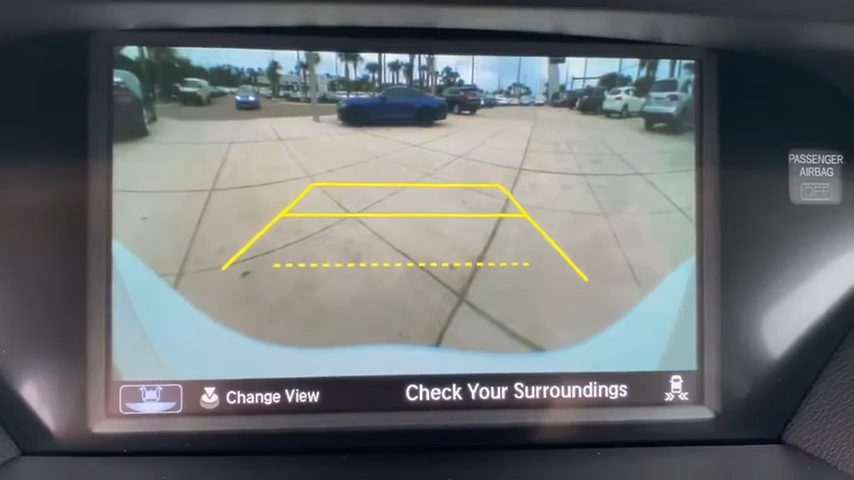 PASSENGER
AIRBAG
OFF
Change View
Check Your Surroundings